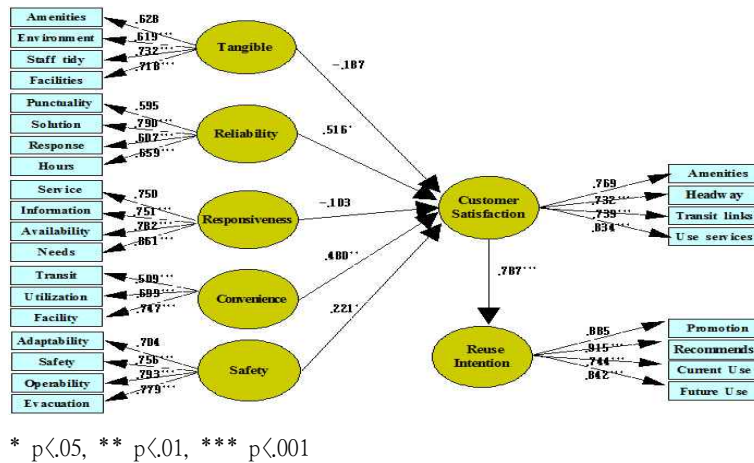 Amenities
Environment
Staff tidy
Facilities
.628
.619***
.732***
.718***
Tangible
Punctuality
Solution
Response
Hours
.595
.790***
.607***
.659***
Reliability
Service
Information
Availability
Needs
.750
.751***
.782***
.861***
Responsiveness
Transit
Utilization
Facility
.509***
.699***
.747***
Convenience
Adaptability
Safety
Operability
Evacuation
.704
.756***
.793***
.779***
Safety
-.187
.516*
-.103
.480**
.221*
Customer
Satisfaction
.769
.732***
.739***
.834***
Amenities
Headway
Transit links
Use services
.787***
Reuse
Intention
.885
.915***
.744***
.842***
Promotion
Recommends
Current Use
Future Use
* p<.05, ** p<.01, *** p<.001